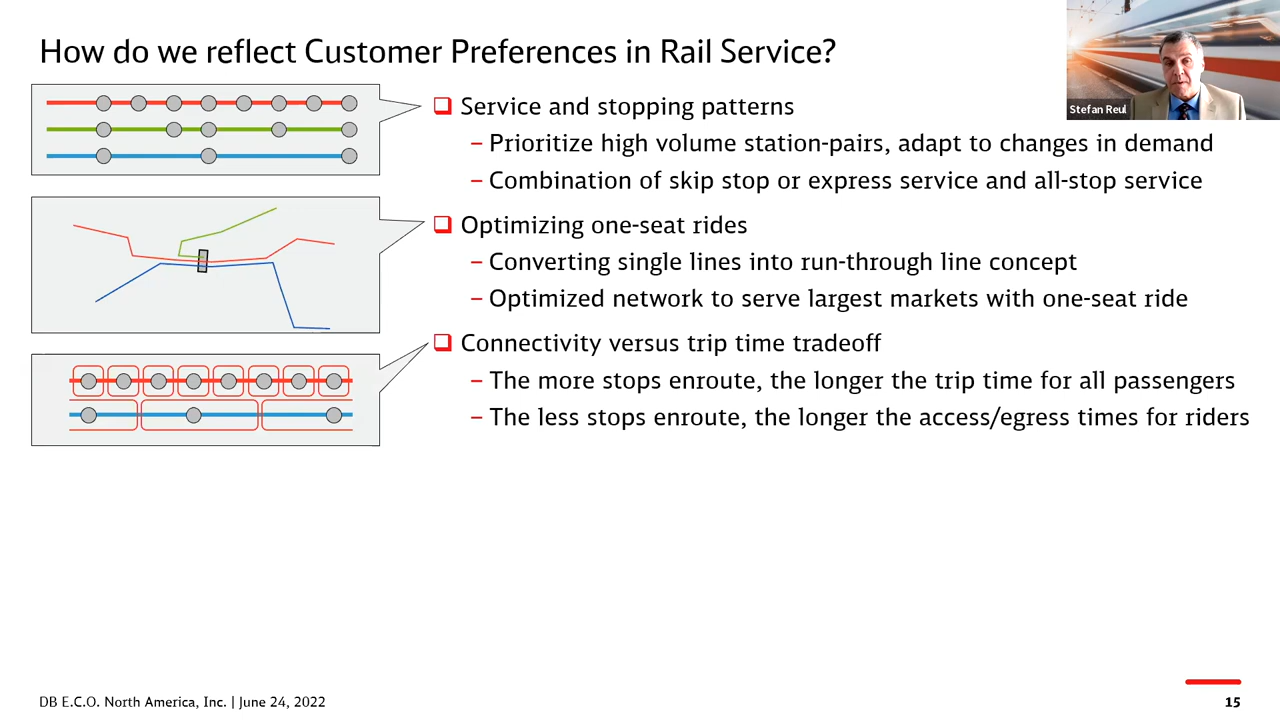 How do we reflect Customer Preferences in Rail Service?
Stefan Reul
Service and stopping patterns
– Prioritize high volume station-pairs, adapt to changes in demand
– Combination of skip stop or express service and all-stop service
Optimizing one-seat rides
– Converting single lines into run-through line concept
– Optimized network to serve largest markets with one-seat ride
Connectivity versus trip time tradeoff
– The more stops enroute, the longer the trip time for all passengers
– The less stops enroute, the longer the access/egress times for riders
DB E.C.O. North America, Inc. | June 24, 2022
15